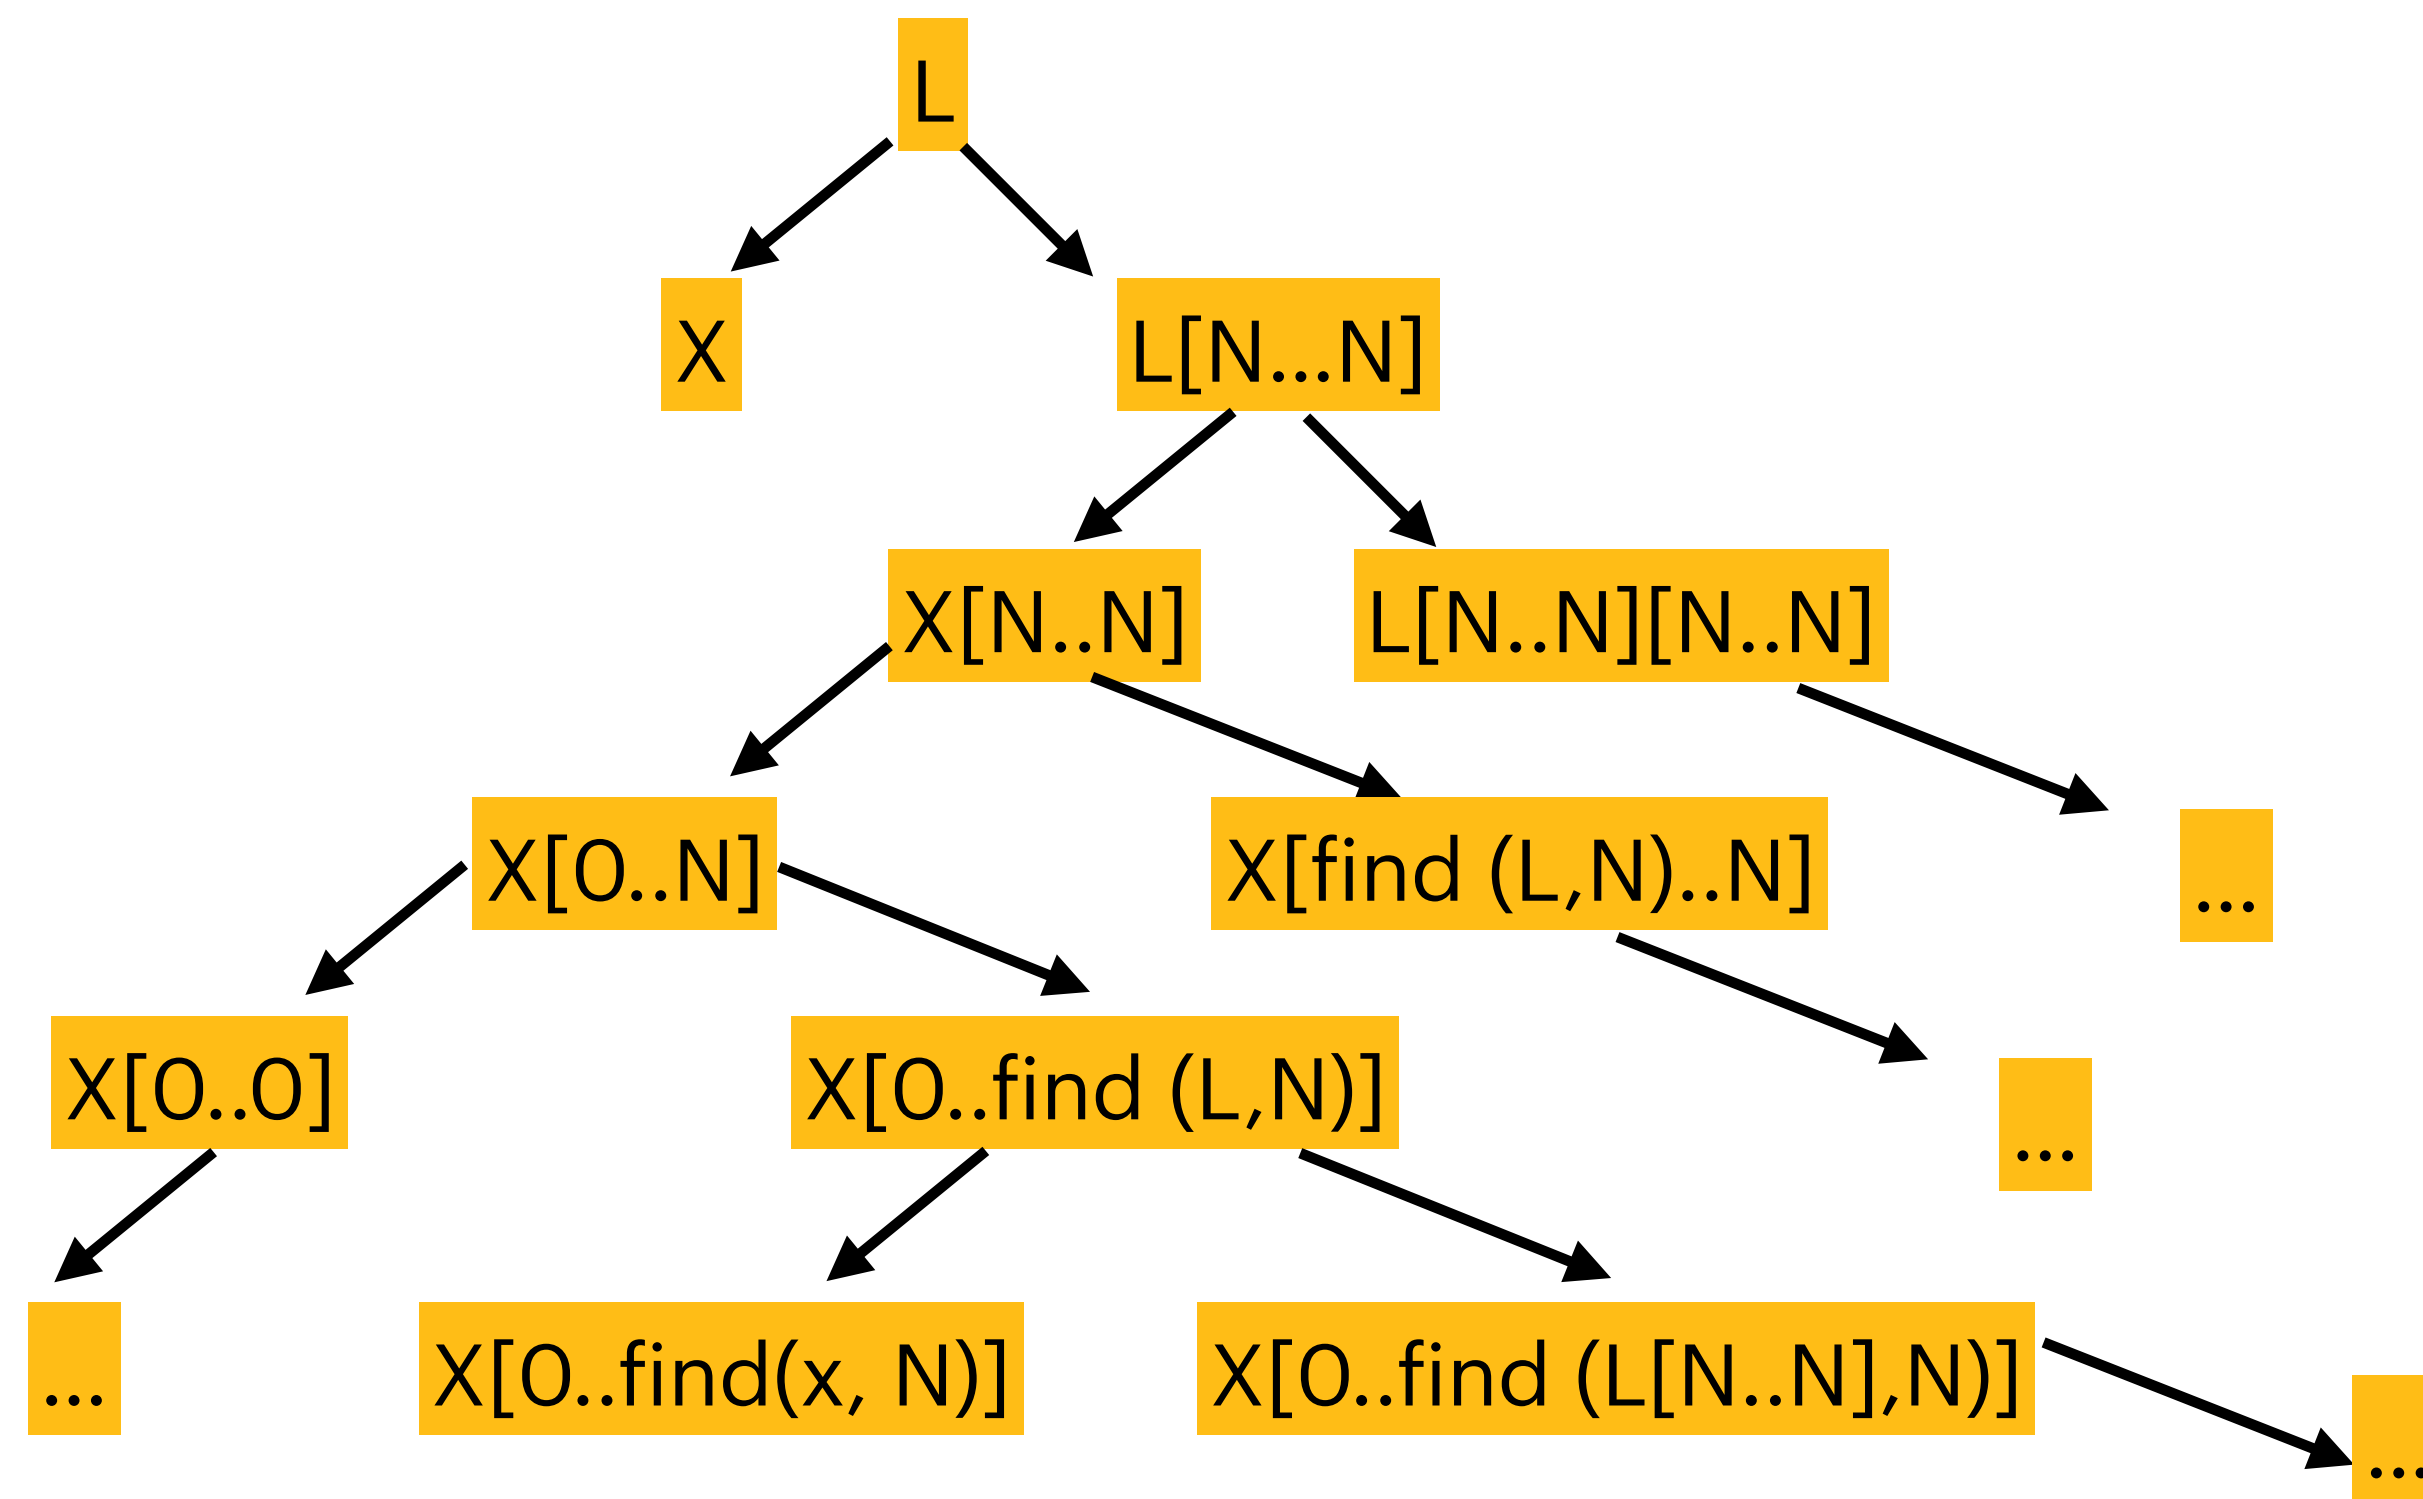 L
X
L[N...N]
X[N..N]
L[N..N][N..N]
X[0..N]
X[find (L,N)..N]
...
X[0..0]
X[0..find (L,N)]
...
...
X[0..find(x, N)]
X[0..find (L[N..N],N)]
...